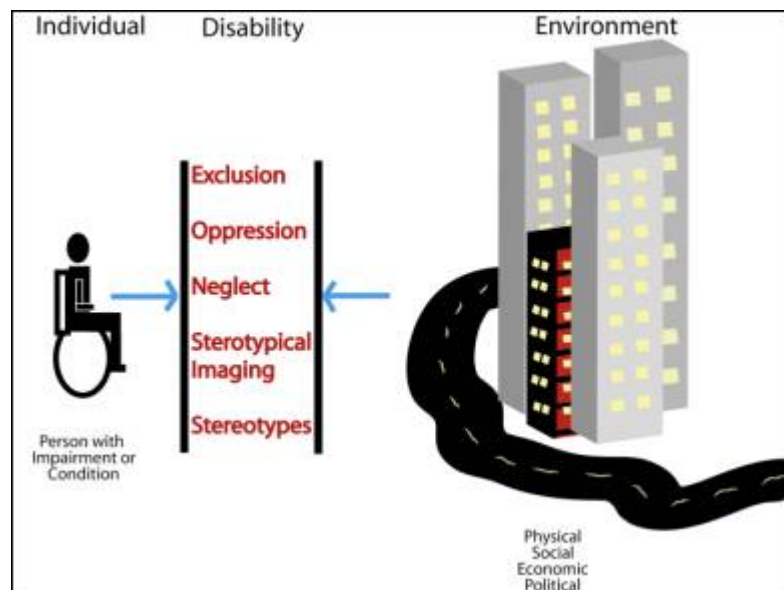 Individual
Disability
Environment
Exclusion
Oppression
Neglect
Sterotypical
Imaging
Stereotypes
Person with
Impairment or
Condition
Physical
Social
Economic
Political